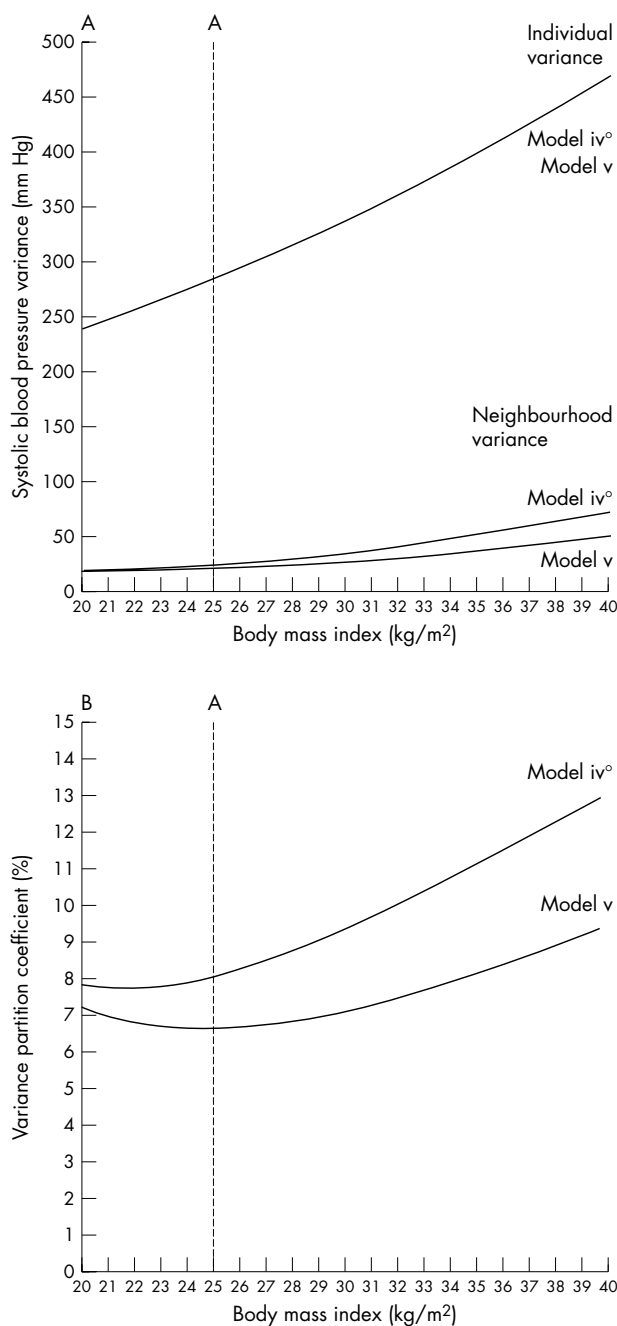 A A
500
450
400
350
300
250
200
150
100
50
0
Systolic blood pressure variance (mm Hg)
Individual
variance
Model iv°
Model v
Neighbourhood
variance
Model iv°
Model v
20 21 22 23 24 25 26 27 28 29 30 31 32 33 34 35 36 37 38 39 40
Body mass index (kg/m²)
B A
15
14
13
12
11
10
9
8
7
6
5
4
3
2
1
0
Variance partition coefficient (%)
Model iv°
Model v
20 21 22 23 24 25 26 27 28 29 30 31 32 33 34 35 36 37 38 39 40
Body mass index (kg/m²)